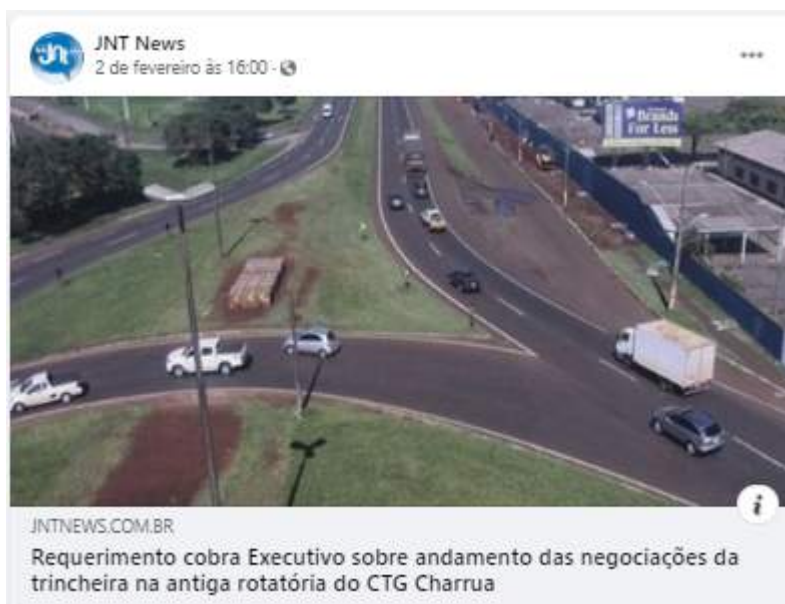 JNT News
2 de fevereiro às 16:00 ·
Brands
For Less
JNTNEWS.COM.BR
Requerimento cobra Executivo sobre andamento das negociações da
trincheira na antiga rotatória do CTG Charrua